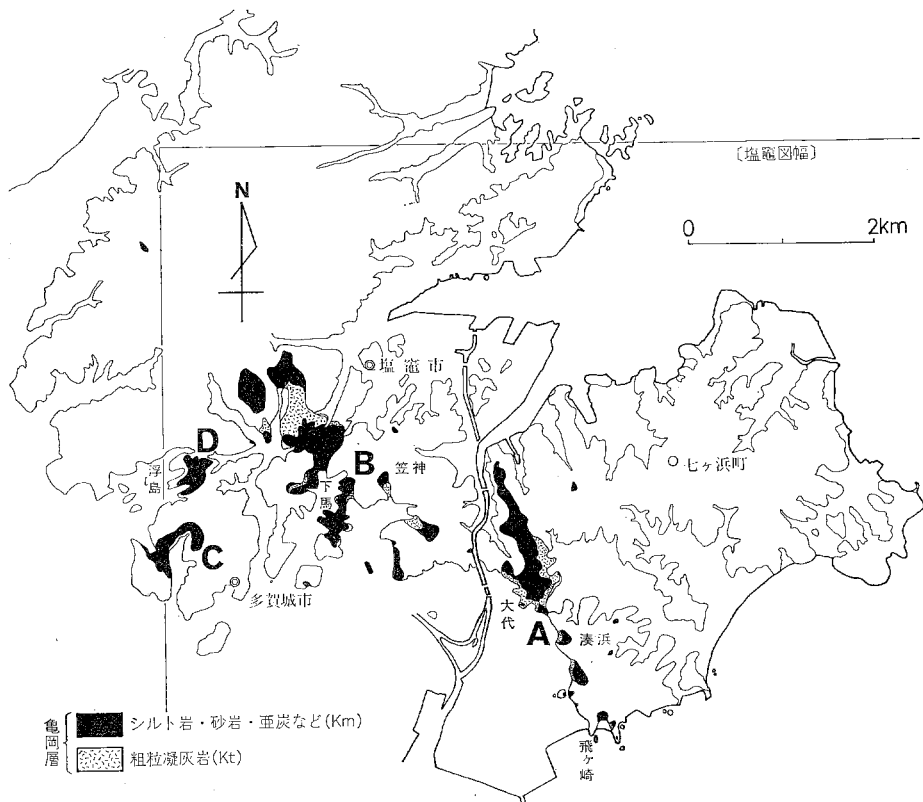 〔塩竈図幅〕
N
0 2km
塩竈市
七ヶ浜町
D
浮島
B
笠神
下馬
C
多賀城市
大代
A
湊浜
飛ヶ崎
亀岡層
シルト岩・砂岩・亜炭など(Km)
粗粒凝灰岩(Kt)